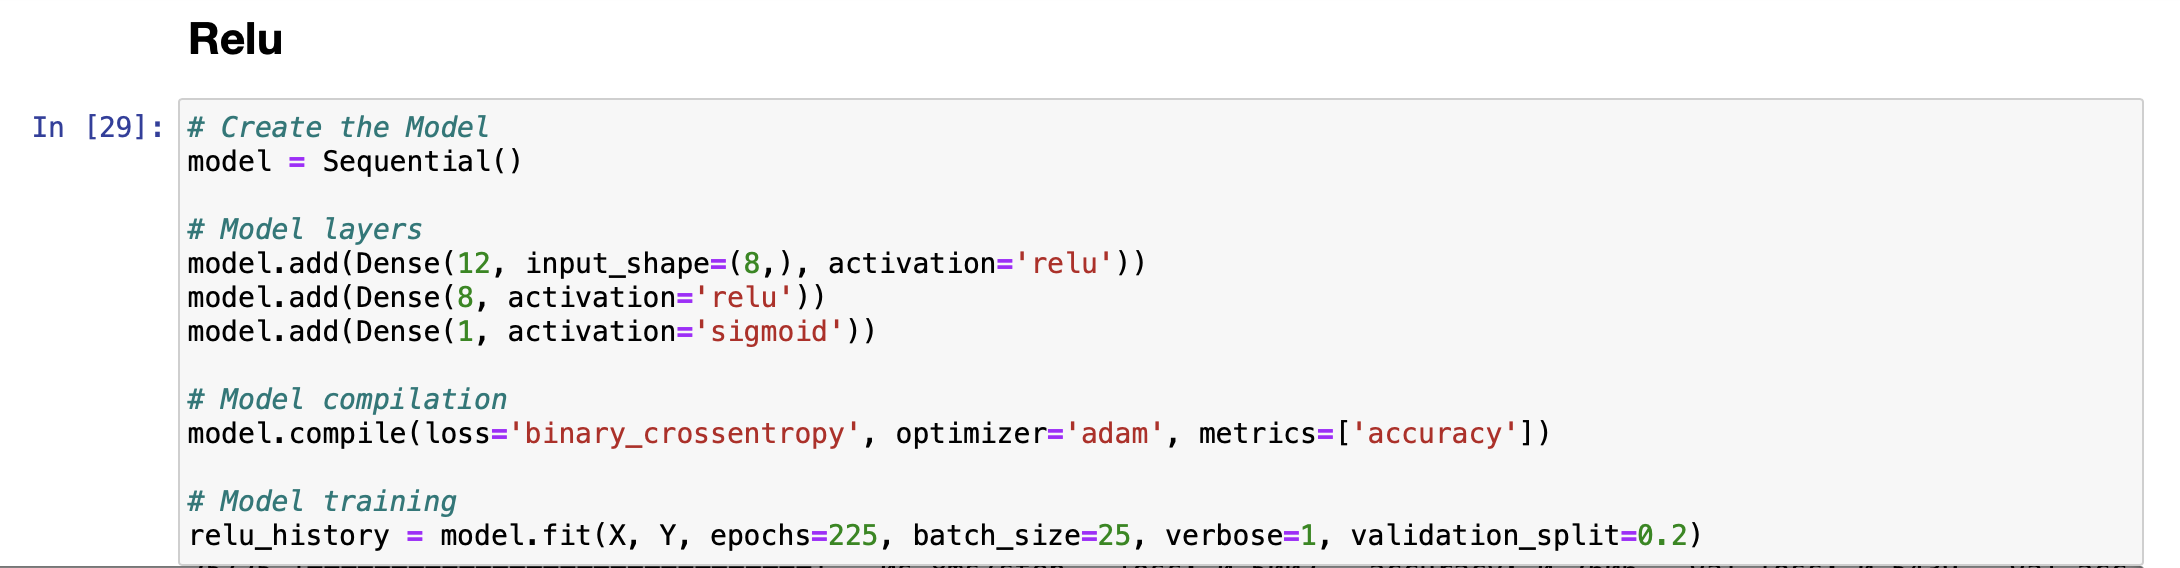 Relu
In [29]:
# Create the Model
model = Sequential()
# Model layers
model.add(Dense(12, input_shape=(8,), activation='relu'))
model.add(Dense(8, activation='relu'))
model.add(Dense(1, activation='sigmoid'))
# Model compilation
model.compile(loss='binary_crossentropy', optimizer='adam', metrics=['accuracy'])
# Model training
relu_history = model.fit(X, Y, epochs=225, batch_size=25, verbose=1, validation_split=0.2)